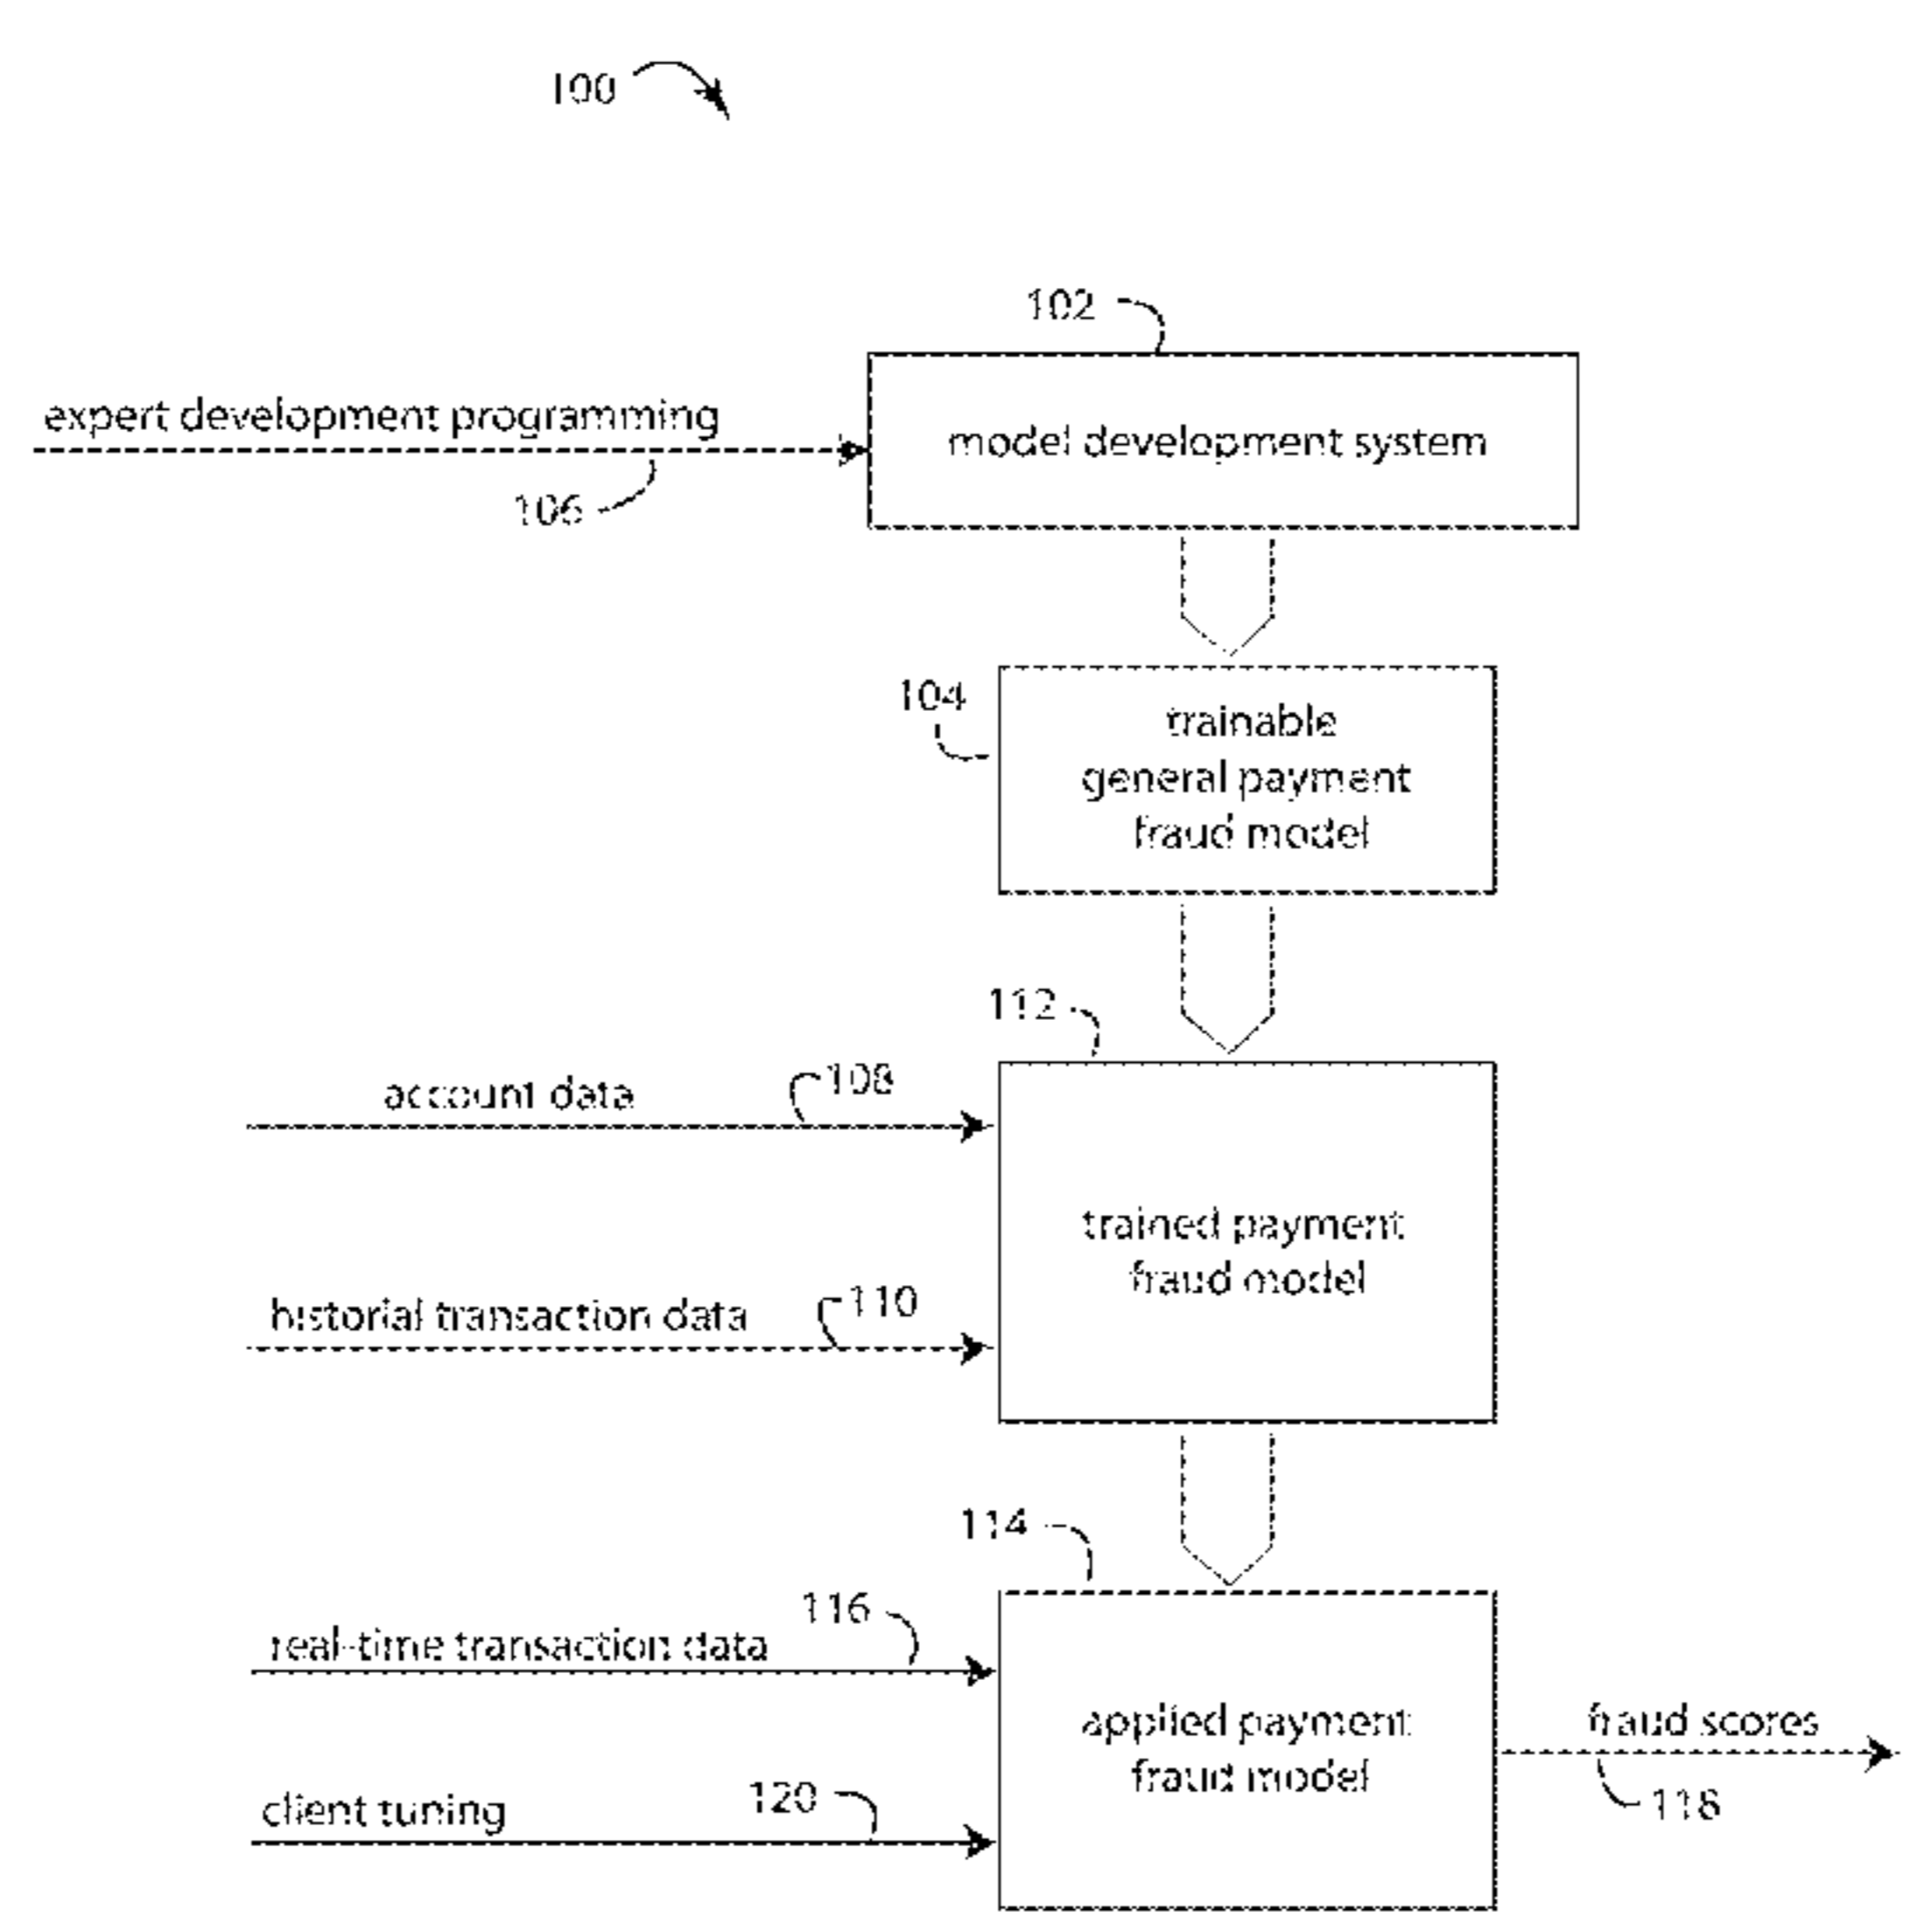 100
102
expert development programming
model development system
106
104
trainable
general payment
fraud model
112
account data
108
trained payment
fraud model
historial transaction data
110
114
116
real-time transaction data
applied payment
fraud model
fraud scores
118
120
client tuning